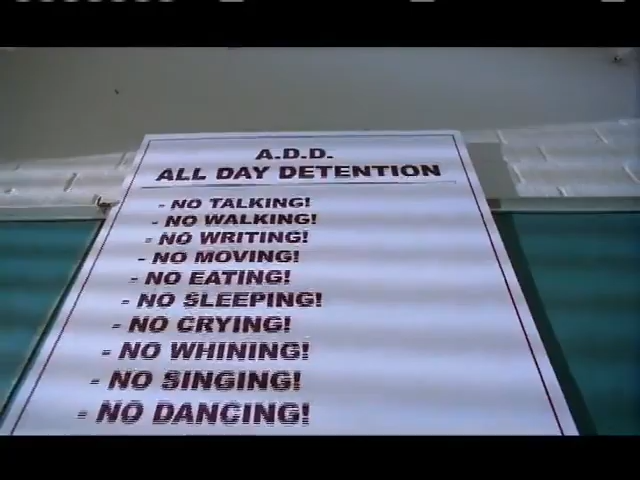 A.D.D.
ALL DAY DETENTION
- NO TALKING!
- NO WALKING!
- NO WRITING!
- NO MOVING!
- NO EATING!
- NO SLEEPING!
- NO CRYING!
- NO WHINING!
- NO SINGING!
- NO DANCING!